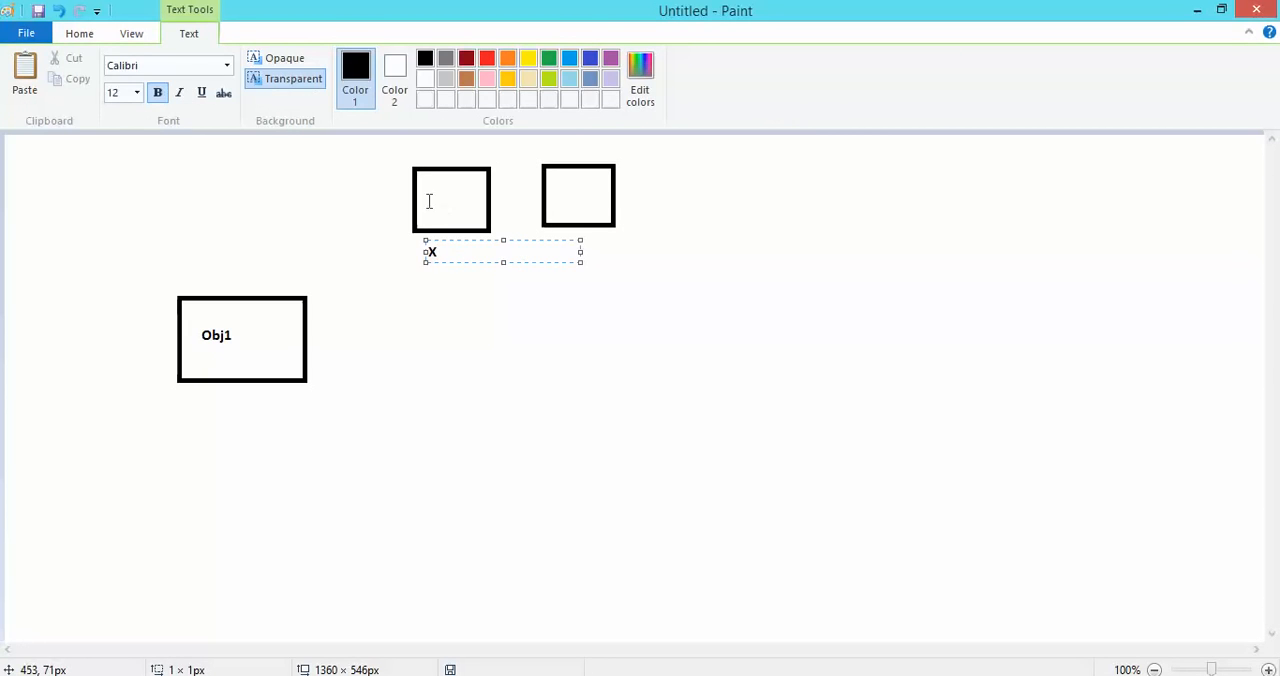 Untitled - Paint
Text Tools
File
Home
View
Text
Paste
Cut
Copy
Clipboard
Calibri
12
B
I
U
abc
Font
A
Opaque
A
Transparent
Background
Color
1
Color
2
Edit
colors
Colors
X
Obj1
453, 71px
1 × 1px
1360 × 546px
100%